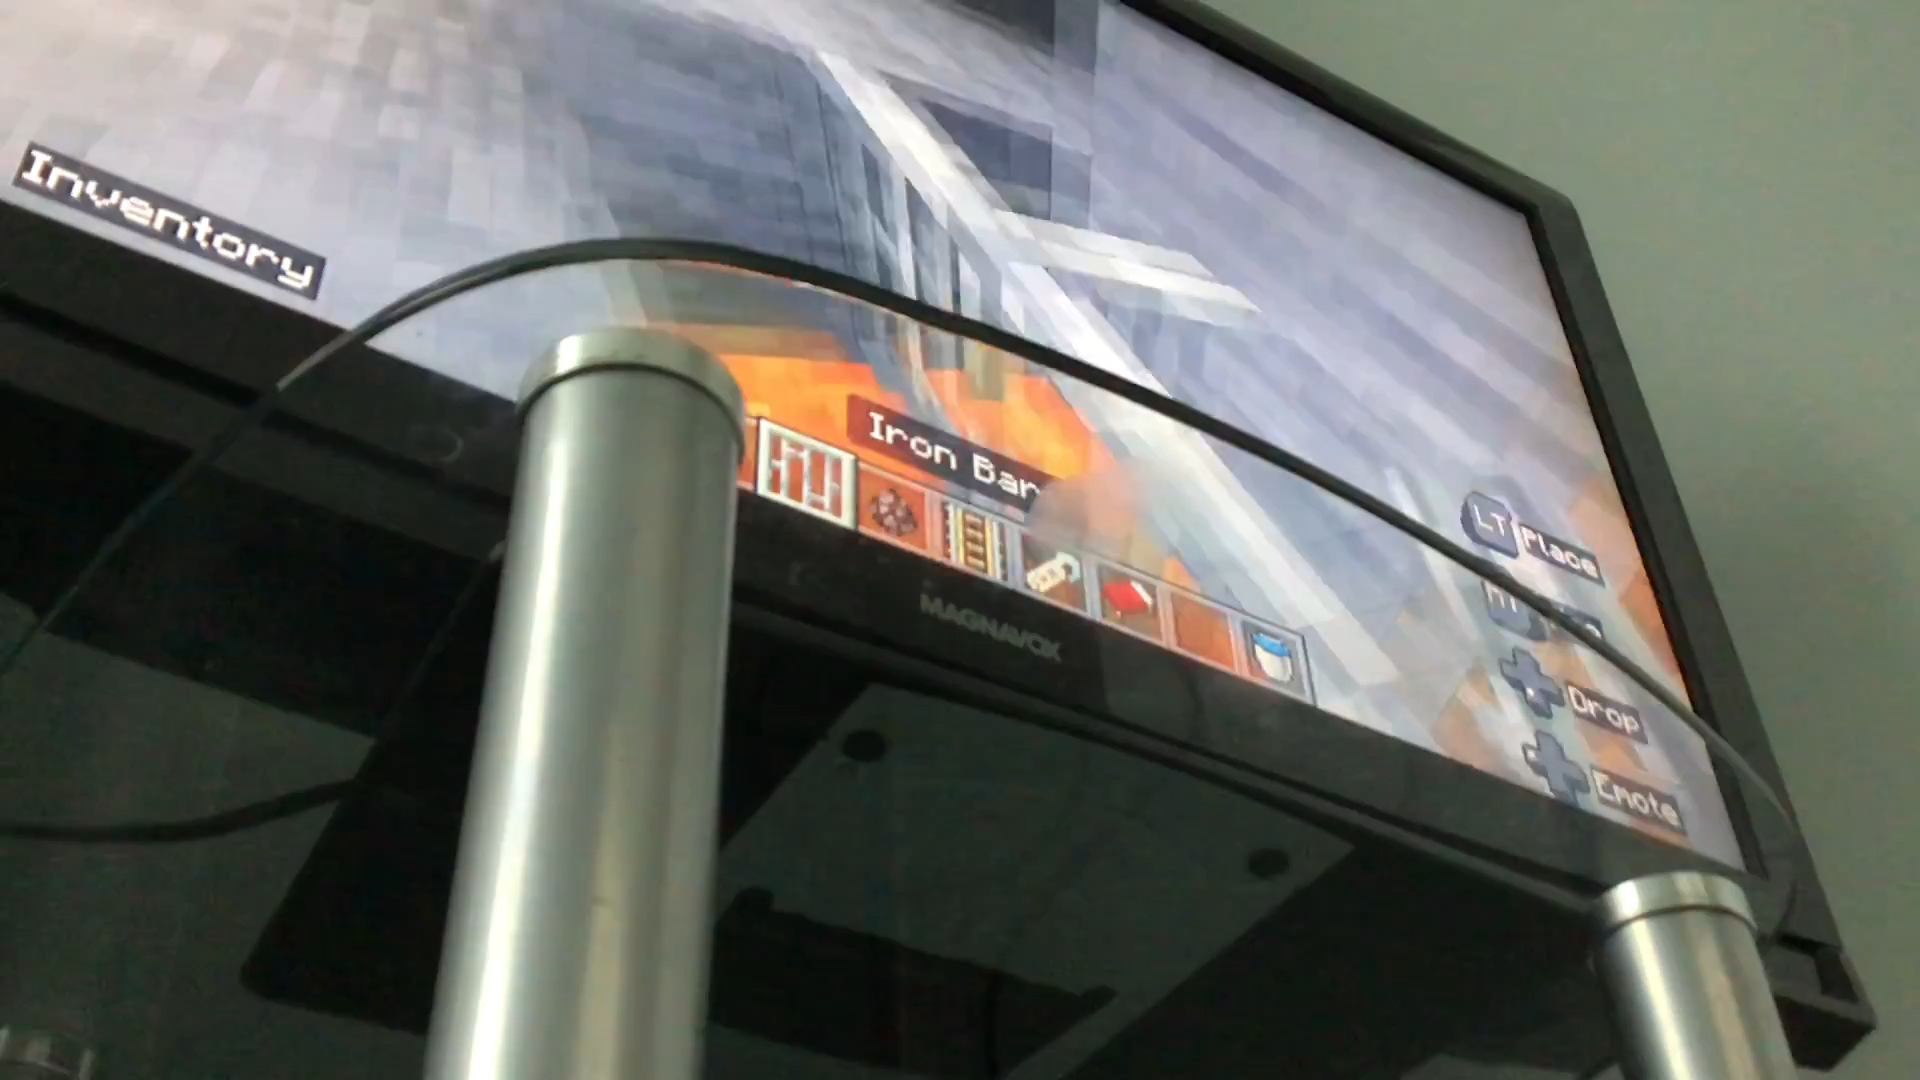 Inventory
Iron Bar
LT Place
Drop
Emote
MAGNAVOX